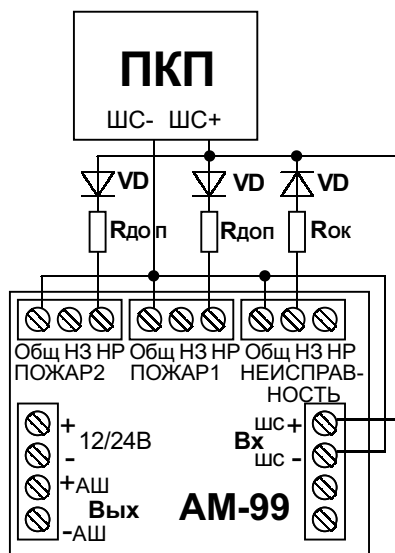 ПКП
ШС- ШС+
VD VD VD
Rдоп Rдоп Rок
Общ НЗ НР Общ НЗ НР Общ НЗ НР
ПОЖАР2 ПОЖАР1 НЕИСПРАВ-
НОСТЬ
+ 12/24В -
+АШ
Вых
-АШ
шс +
Вх
шс -
АМ-99